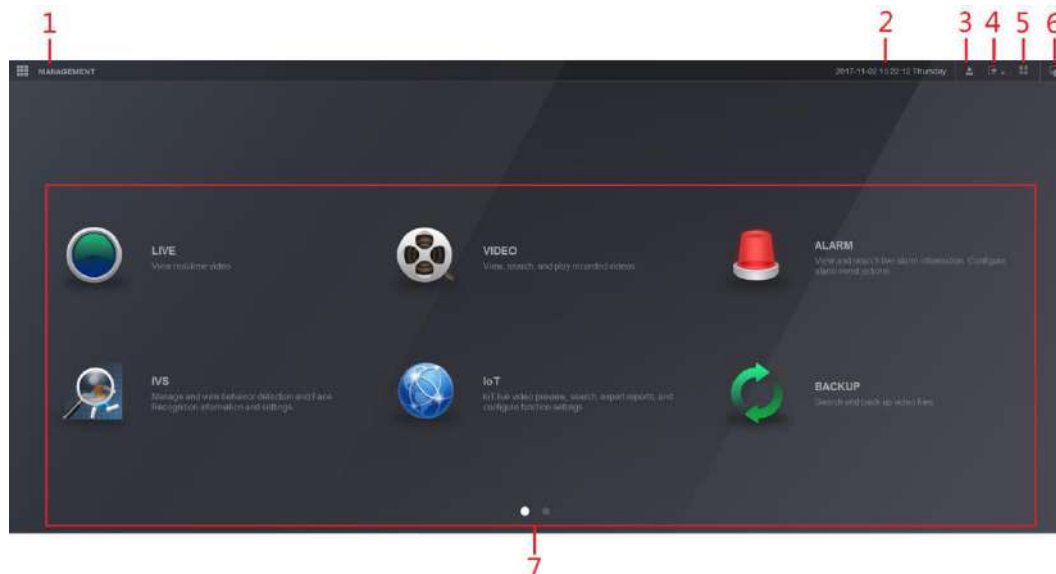 1
2
3 4 5 6
MANAGEMENT
2017-11-02 15:22:12 Thursday
LIVE
View real-time video.
VIDEO
View, search, and play recorded videos.
ALARM
View and search live alarm information. Configure
alarm event actions.
IVS
Manage and view behavior detection and Face
Recognition information and settings.
IoT
IoT live video preview, search, export reports, and
configure function settings.
BACKUP
Search and back up video files.
7